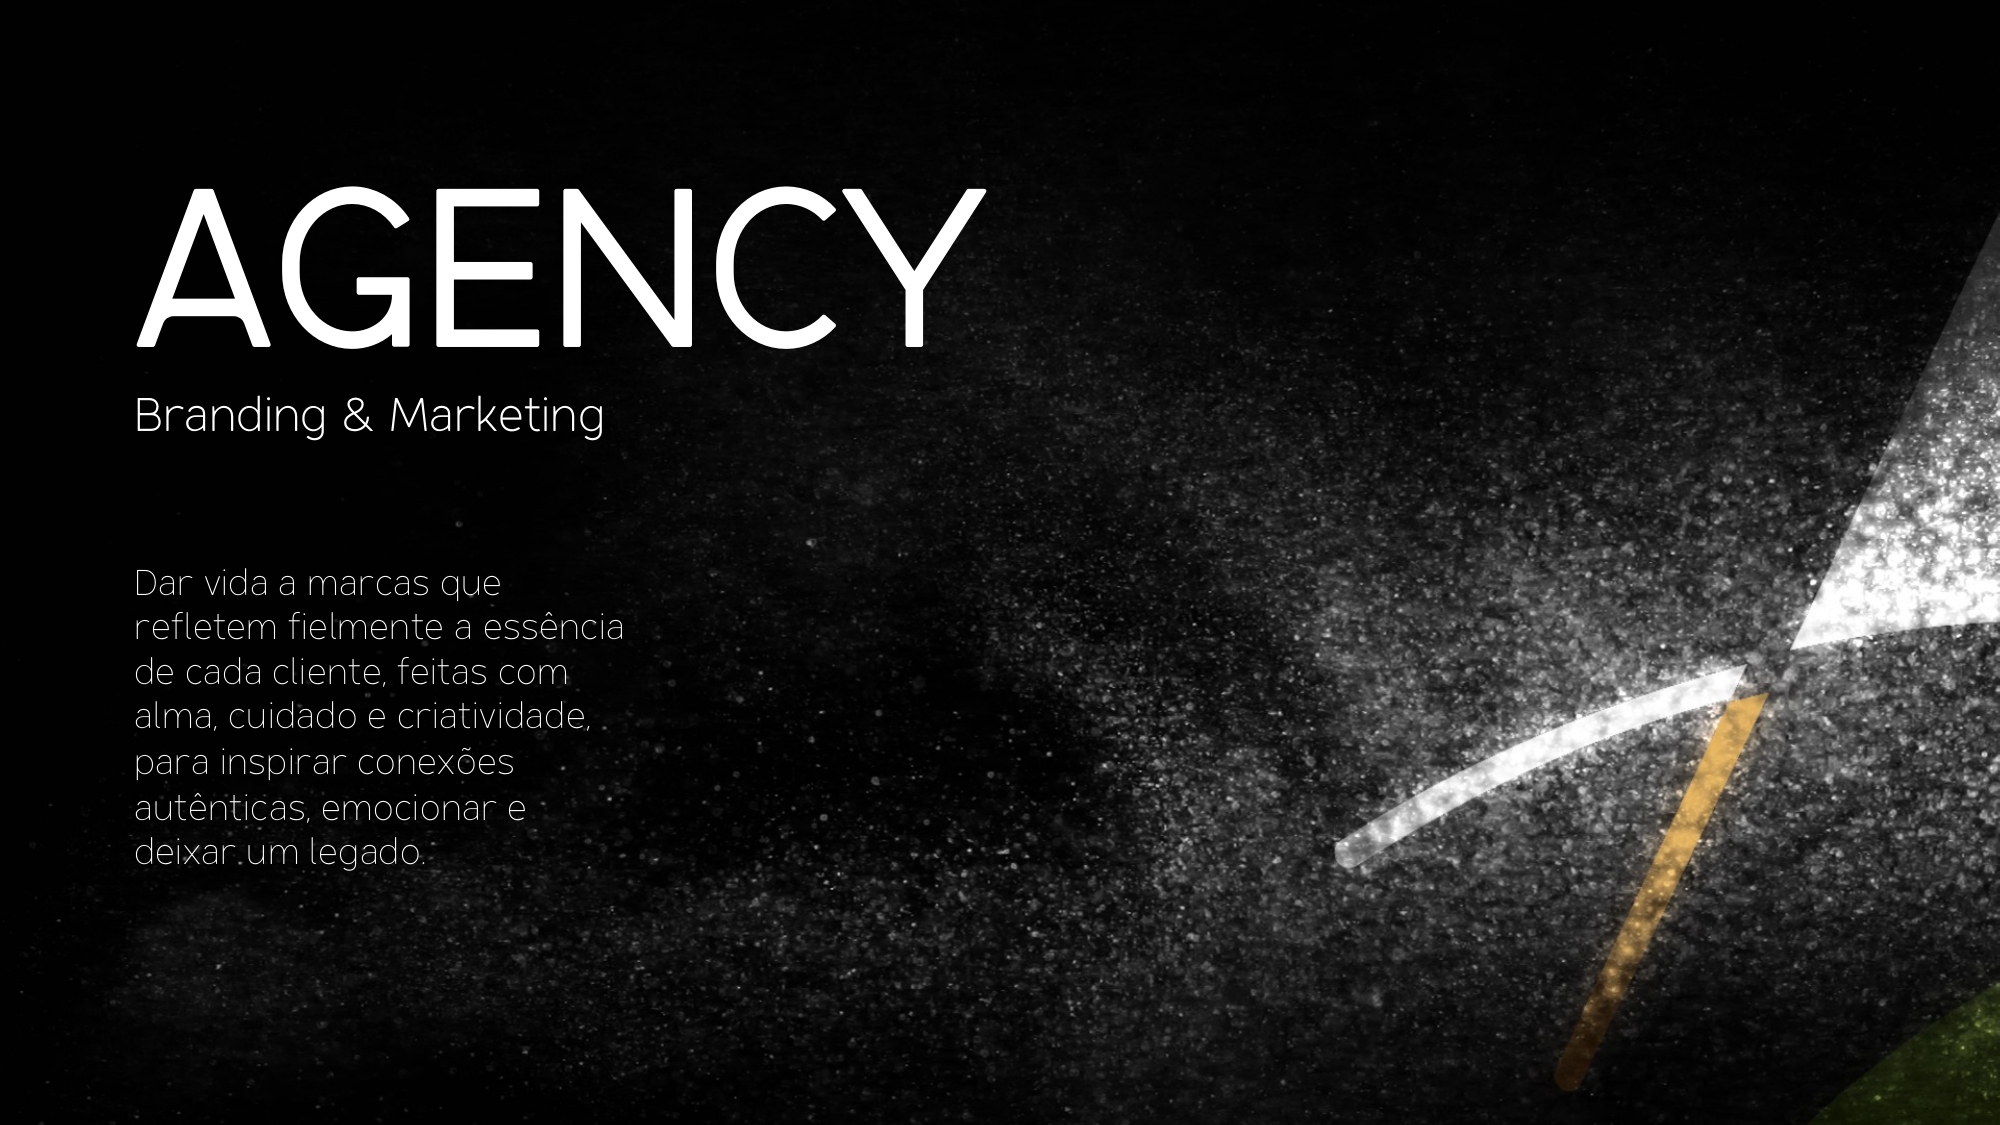 AGENCY
Branding & Marketing
Dar vida a marcas que
refletem fielmente a essência
de cada cliente, feitas com
alma, cuidado e criatividade,
para inspirar conexões
autênticas, emocionar e
deixar um legado.